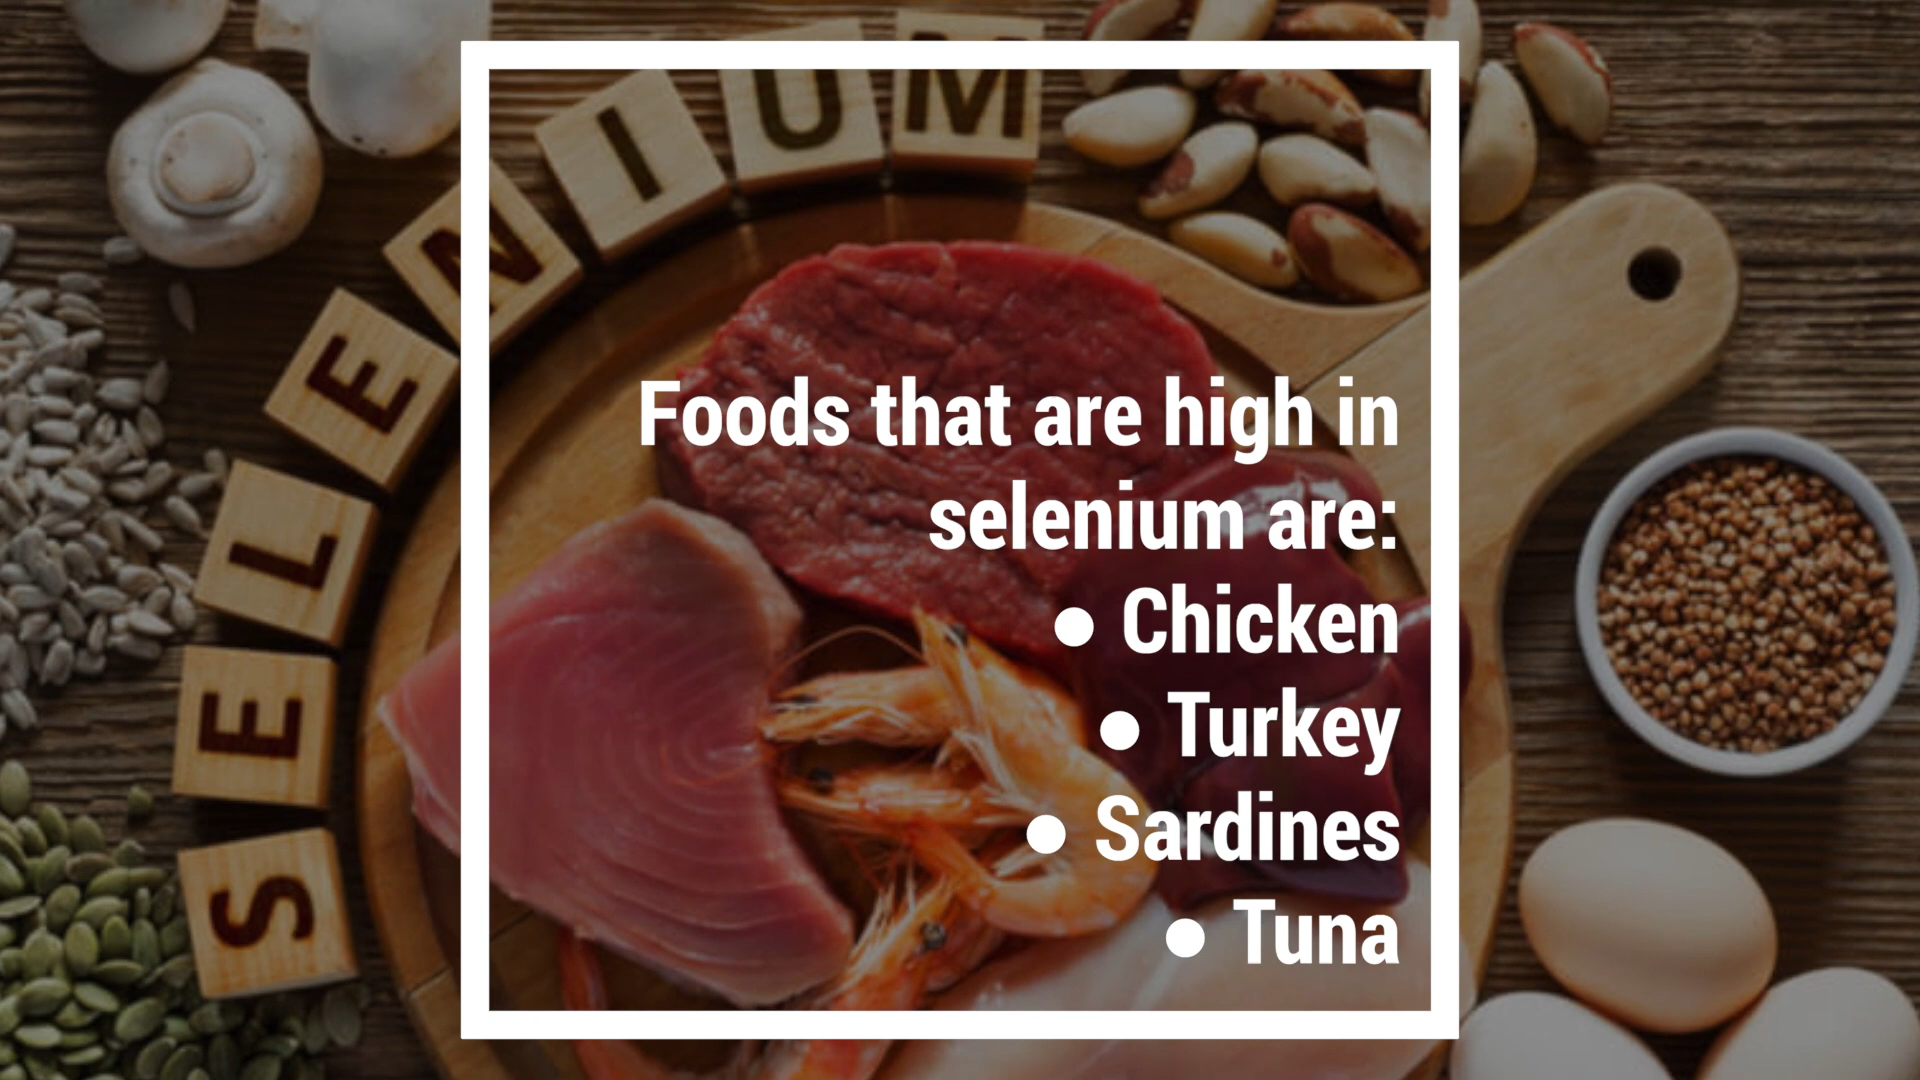 SELENIUM
Foods that are high in
selenium are:
● Chicken
● Turkey
● Sardines
● Tuna